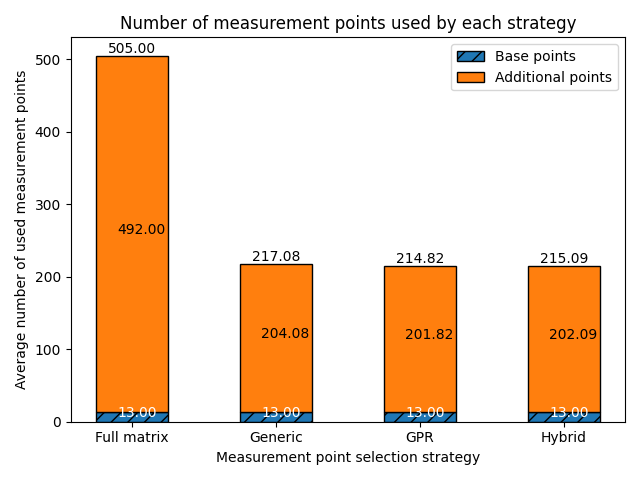 Number of measurement points used by each strategy
Average number of used measurement points
500
400
300
200
100
0
505.00
492.00
13.00
217.08
204.08
13.00
214.82
201.82
13.00
215.09
202.09
13.00
Base points
Additional points
Full matrix
Generic
GPR
Hybrid
Measurement point selection strategy